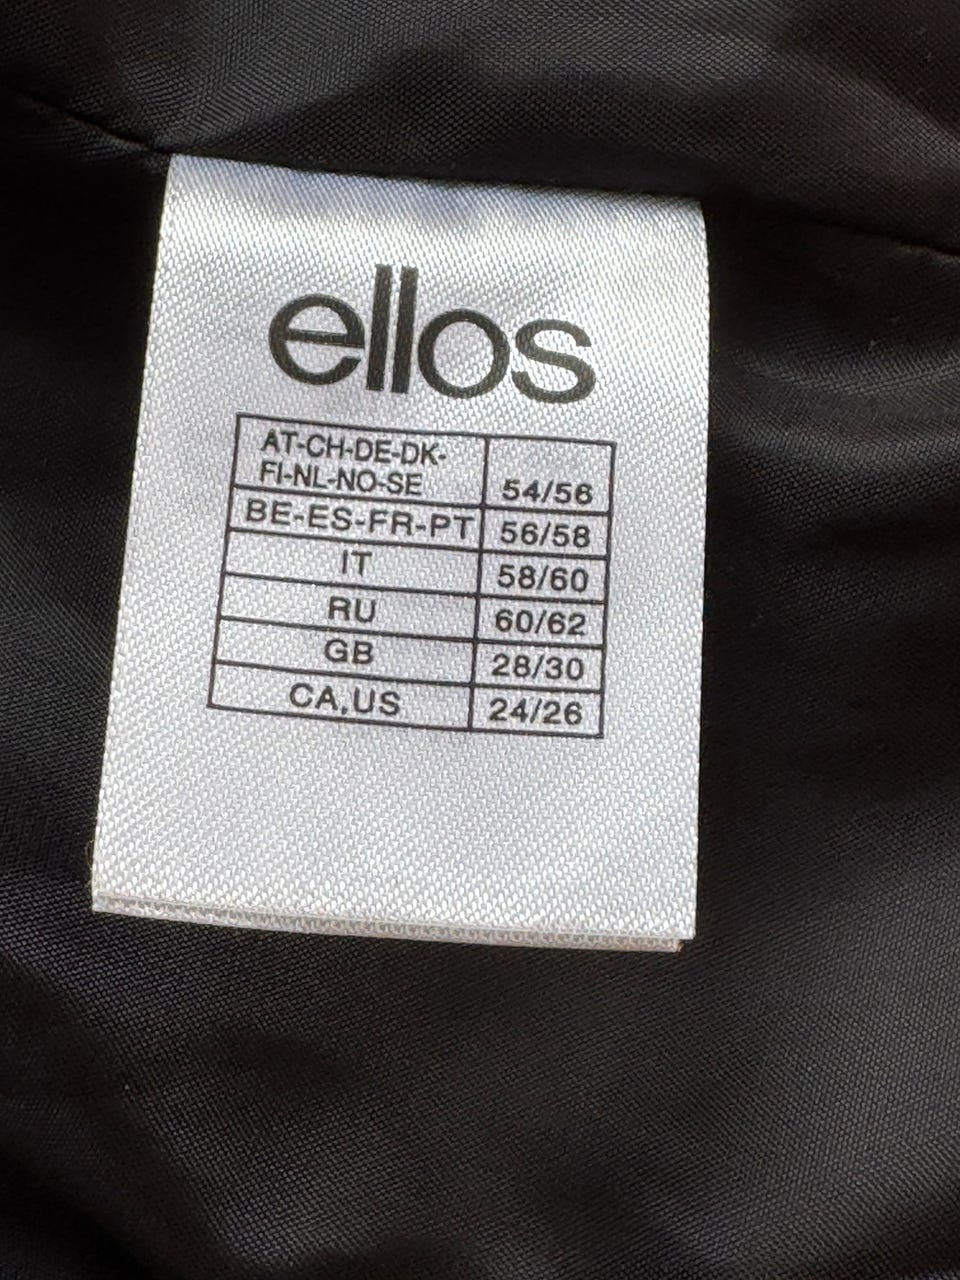 ellos
AT-CH-DE-DK-
FI-NL-NO-SE 54/56
BE-ES-FR-PT 56/58
IT 58/60
RU 60/62
GB 28/30
CA,US 24/26